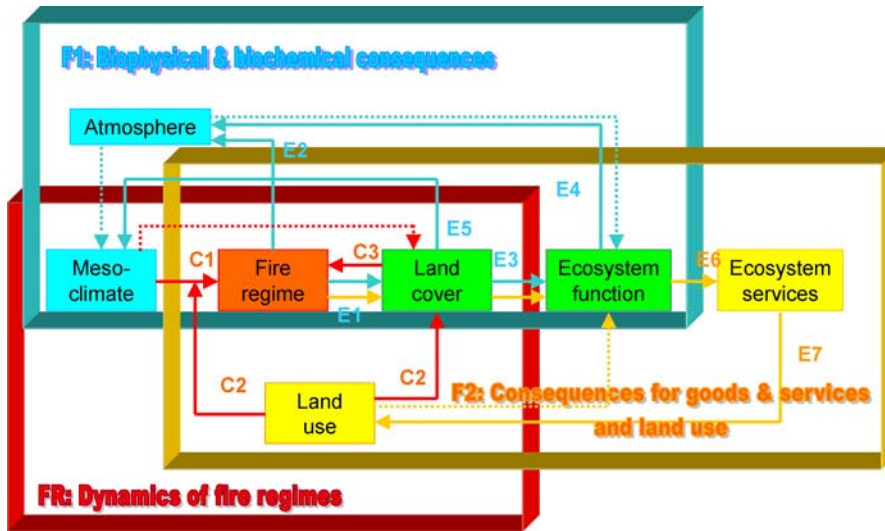 F1: Biophysical & biochemical consequences
Atmosphere
E2
E4
E5
Meso-
climate
C1
Fire
regime
C3
Land
cover
E3
Ecosystem
function
E6
Ecosystem
services
E1
E7
C2
Land
use
C2
F2: Consequences for goods & services
and land use
FR: Dynamics of fire regimes